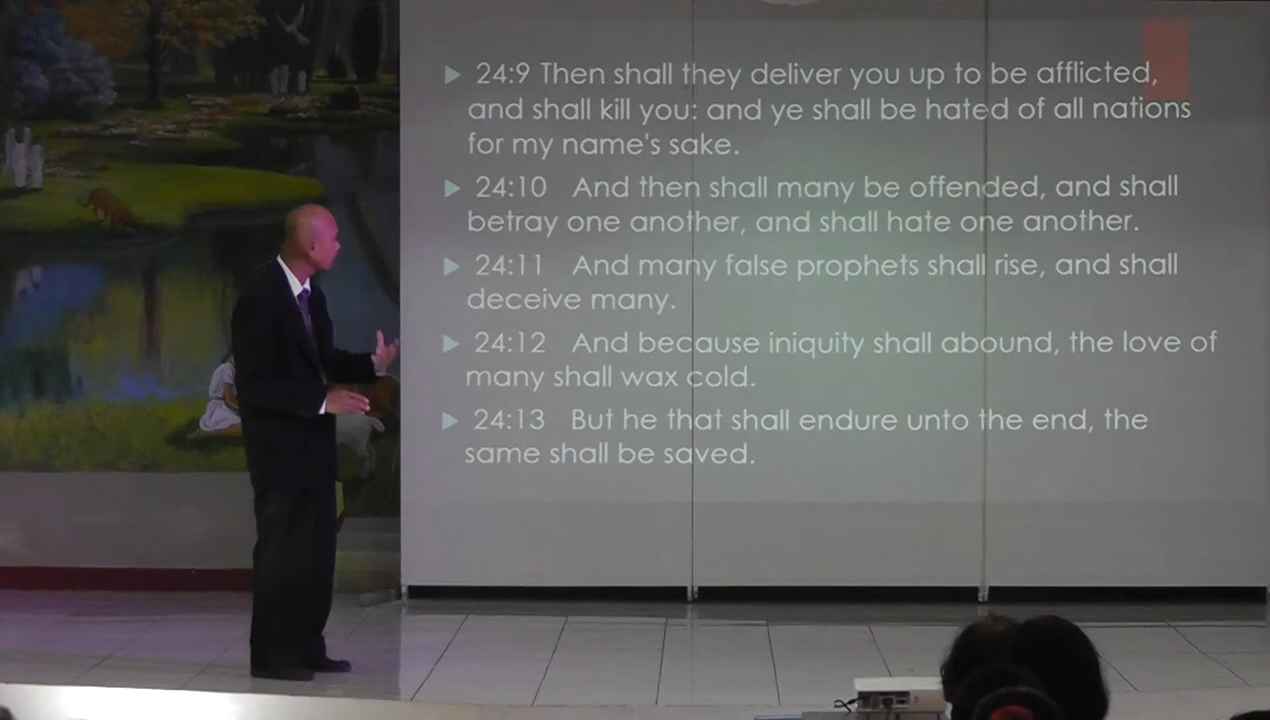 24:9 Then shall they deliver you up to be afflicted,
and shall kill you: and ye shall be hated of all nations
for my name's sake.
24:10 And then shall many be offended, and shall
betray one another, and shall hate one another.
24:11 And many false prophets shall rise, and shall
deceive many.
24:12 And because iniquity shall abound, the love of
many shall wax cold.
24:13 But he that shall endure unto the end, the
same shall be saved.